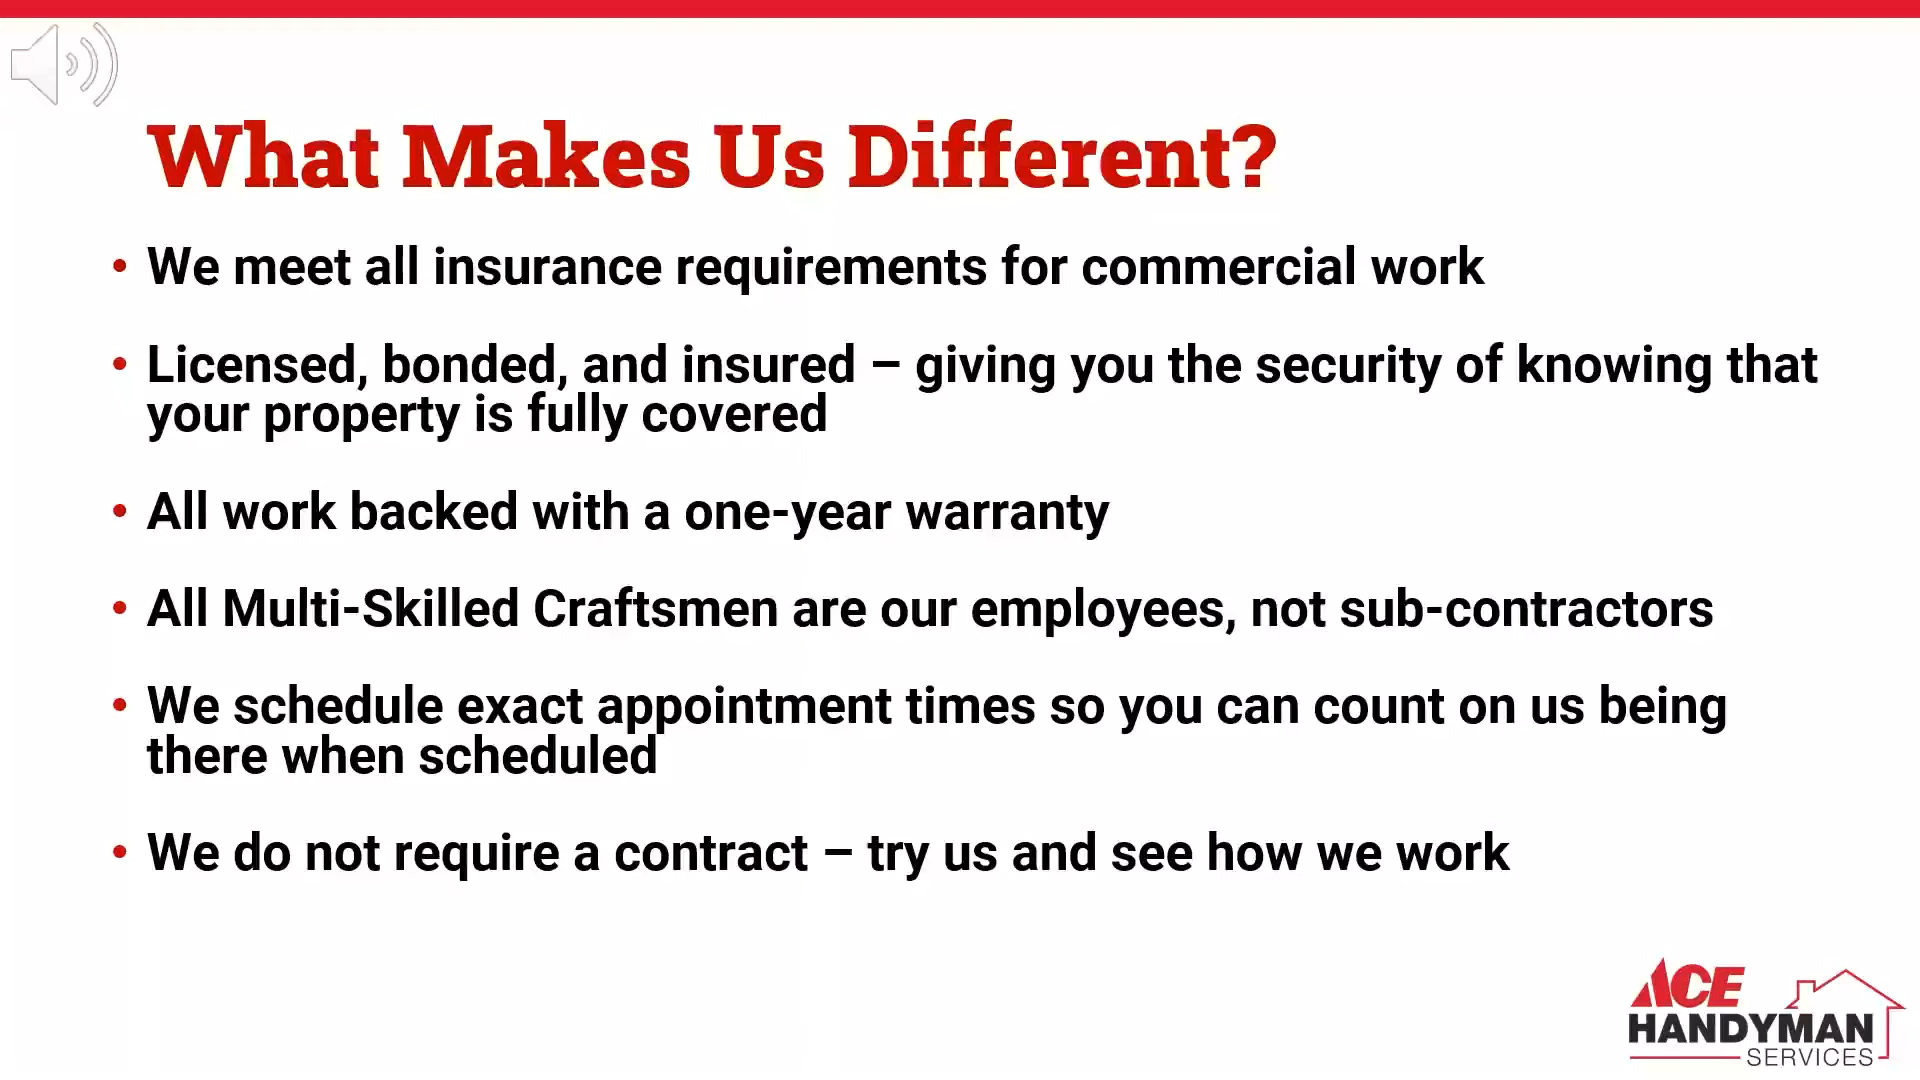 What Makes Us Different?
• We meet all insurance requirements for commercial work
• Licensed, bonded, and insured – giving you the security of knowing that
your property is fully covered
• All work backed with a one-year warranty
• All Multi-Skilled Craftsmen are our employees, not sub-contractors
• We schedule exact appointment times so you can count on us being
there when scheduled
• We do not require a contract – try us and see how we work
ACE
HANDYMAN
SERVICES